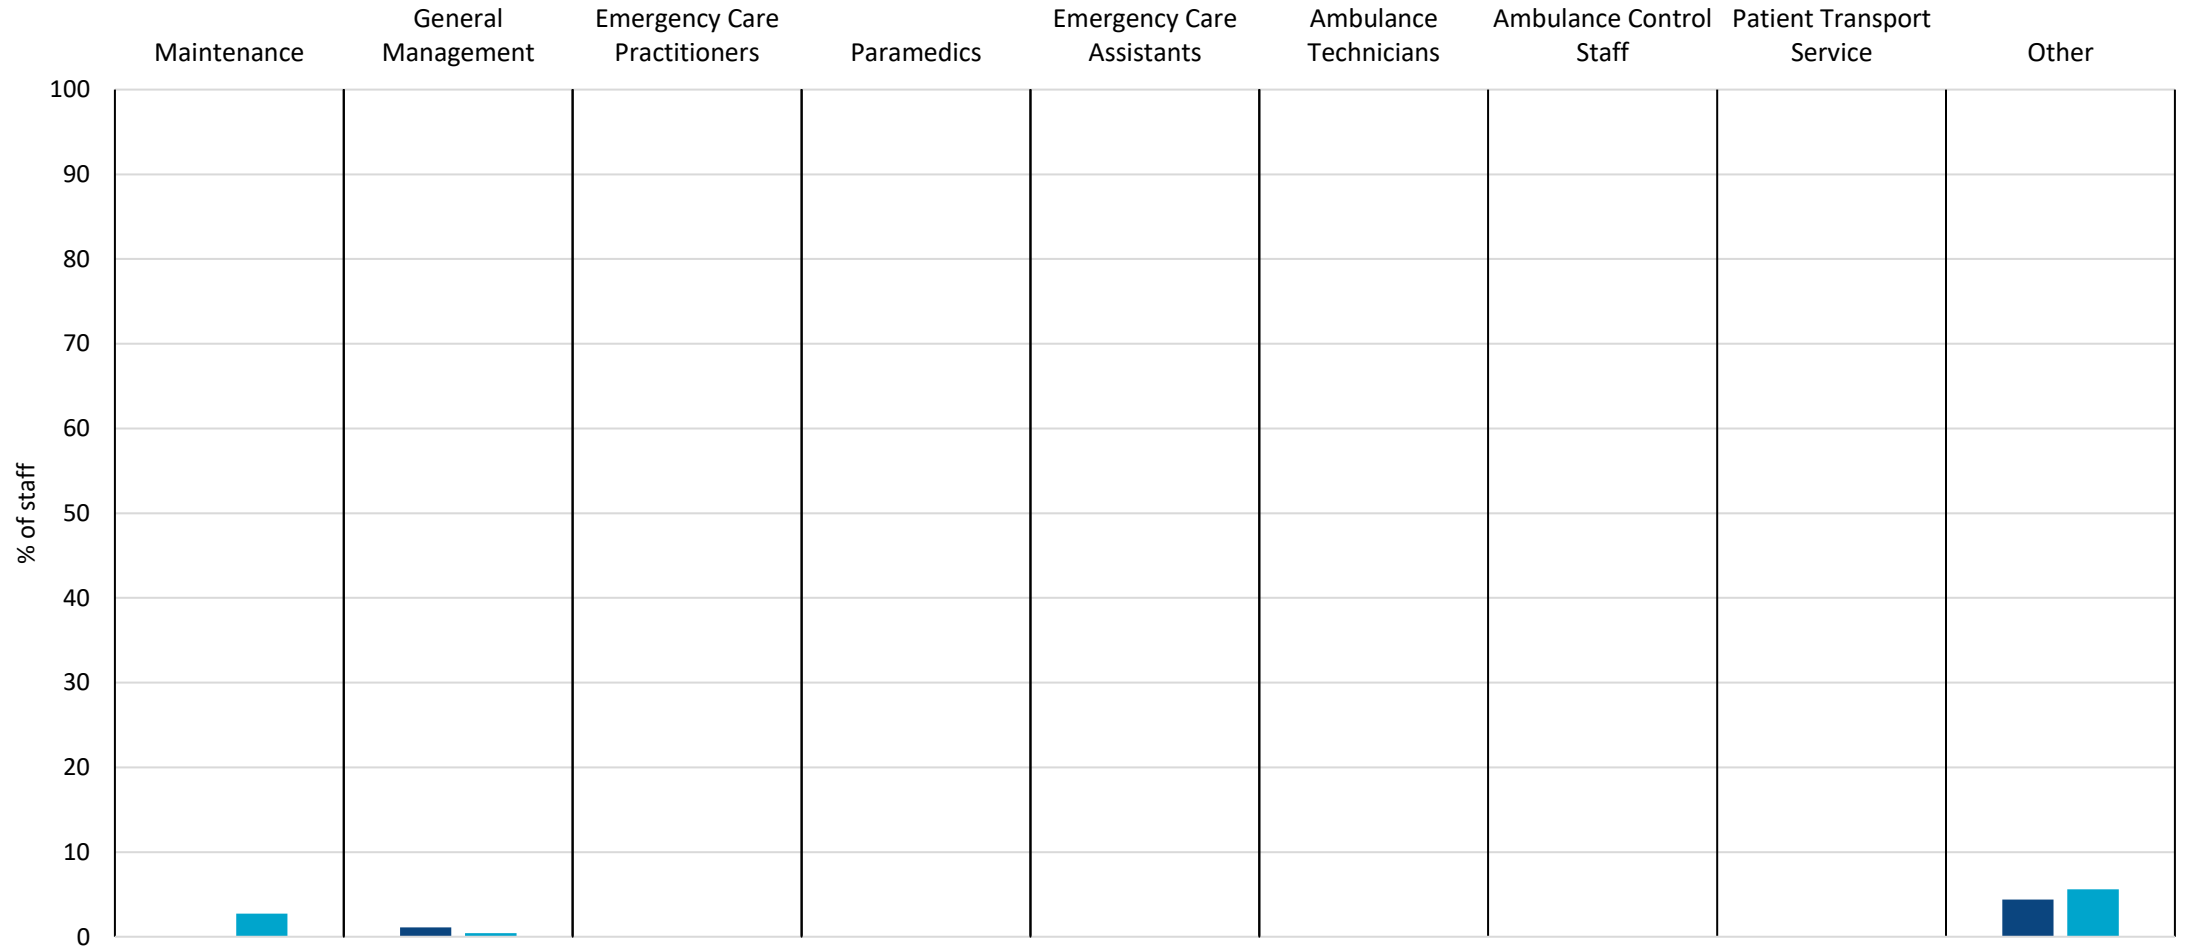 Maintenance
General
Management
Emergency Care
Practitioners
Paramedics
Emergency Care
Assistants
Ambulance
Technicians
Ambulance Control
Staff
Patient Transport
Service
Other
100
90
80
70
60
50
40
30
20
10
0
% of staff